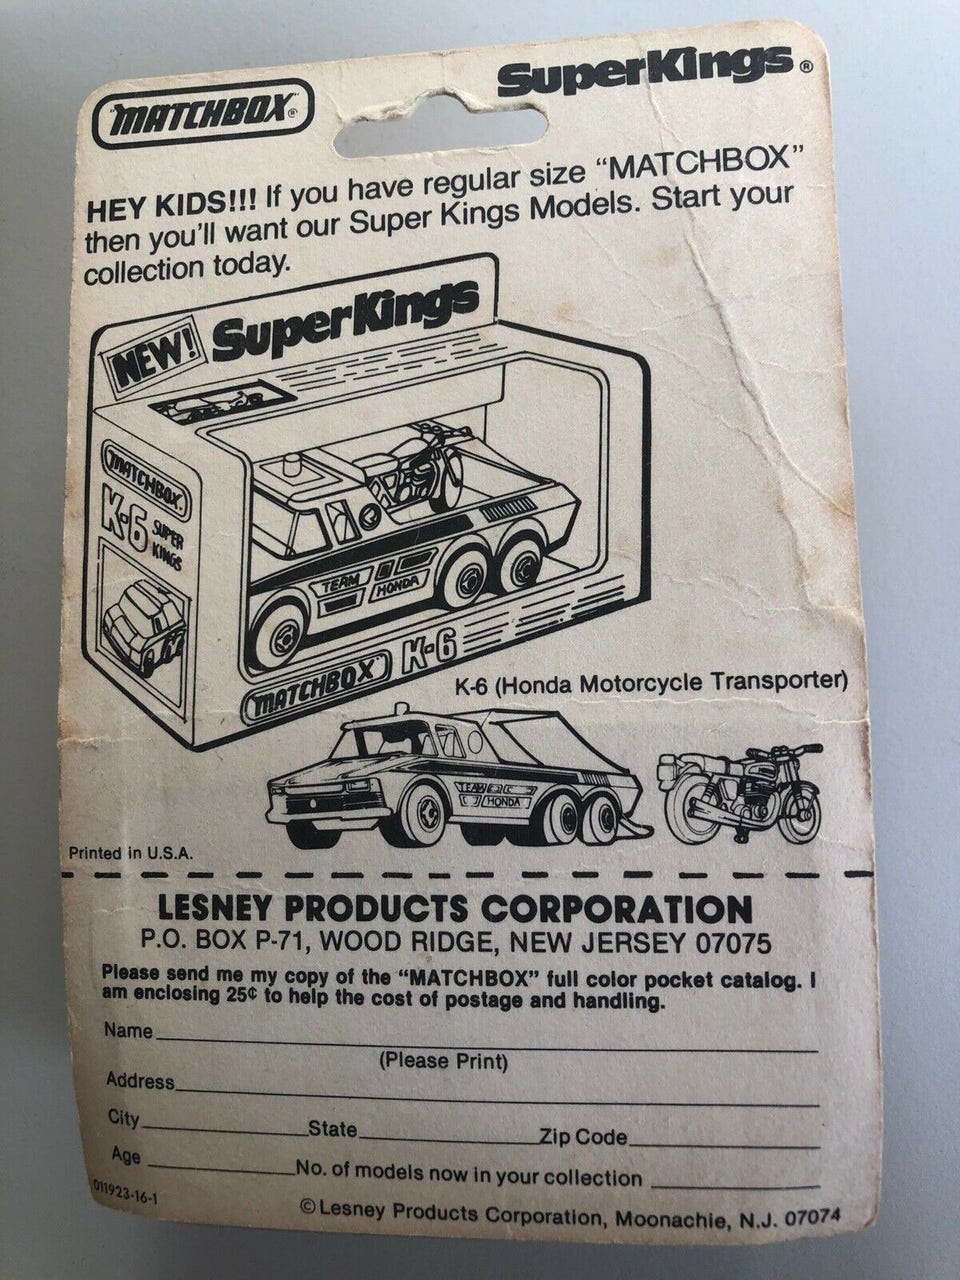 "MATCHBOX"®
SuperKings®
HEY KIDS!!! If you have regular size “MATCHBOX”
then you'll want our Super Kings Models. Start your
collection today.
NEW!
SuperKings
MATCHBOX
K-6 SUPER
KINGS
TEAM
HONDA
MATCHBOX K-6
K-6 (Honda Motorcycle Transporter)
TEAM
HONDA
Printed in U.S.A.
LESNEY PRODUCTS CORPORATION
P.O. BOX P-71, WOOD RIDGE, NEW JERSEY 07075
Please send me my copy of the “MATCHBOX” full color pocket catalog. I
am enclosing 25¢ to help the cost of postage and handling.
Name
(Please Print)
Address
City State Zip Code
Age No. of models now in your collection
011923-16-1
© Lesney Products Corporation, Moonachie, N.J. 07074